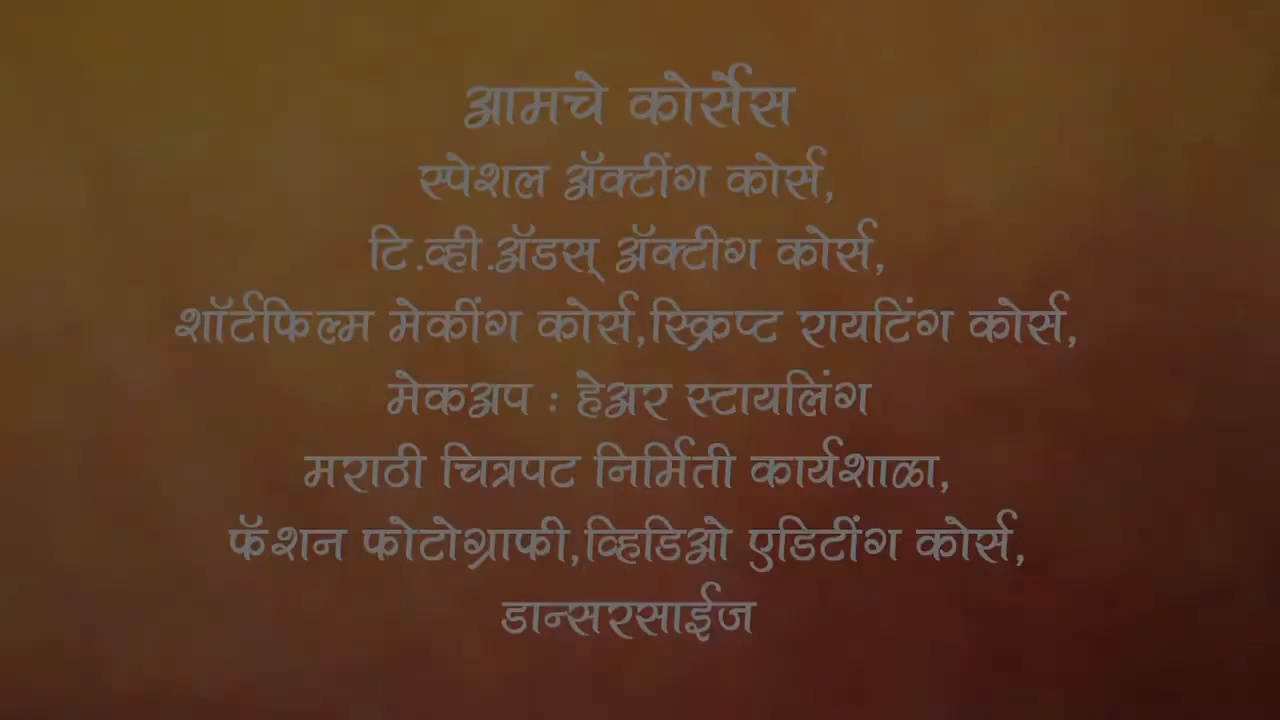 आमचे कोर्सेस
स्पेशल ॲक्टींग कोर्स,
टि.व्ही.ॲडस् ॲक्टीग कोर्स,
शॉर्टफिल्म मेकींग कोर्स,स्क्रिप्ट रायटिंग कोर्स,
मेकअप : हेअर स्टायलिंग
मराठी चित्रपट निर्मिती कार्यशाळा,
फॅशन फोटोग्राफी,व्हिडिओ एडिटींग कोर्स,
डान्सरसाईज